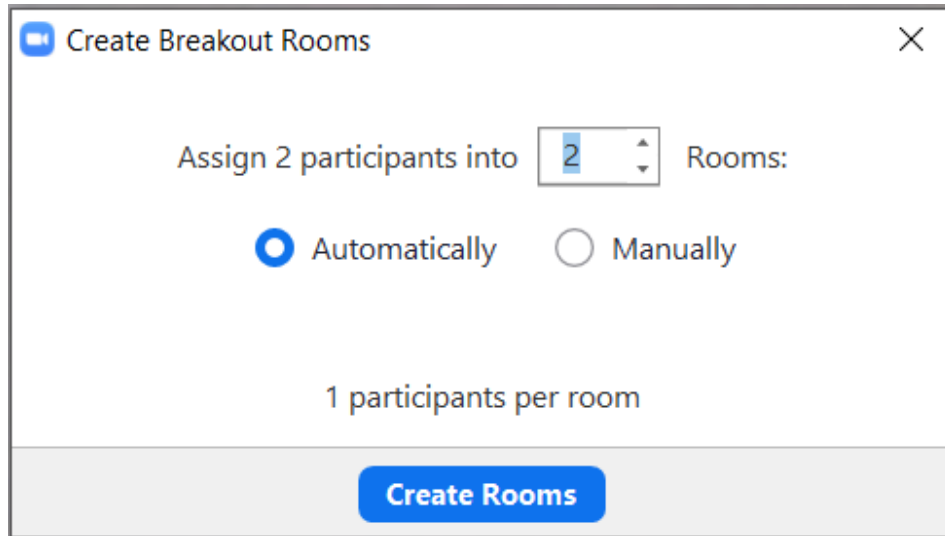 Create Breakout Rooms
Assign 2 participants into 2 Rooms:
Automatically Manually
1 participants per room
Create Rooms